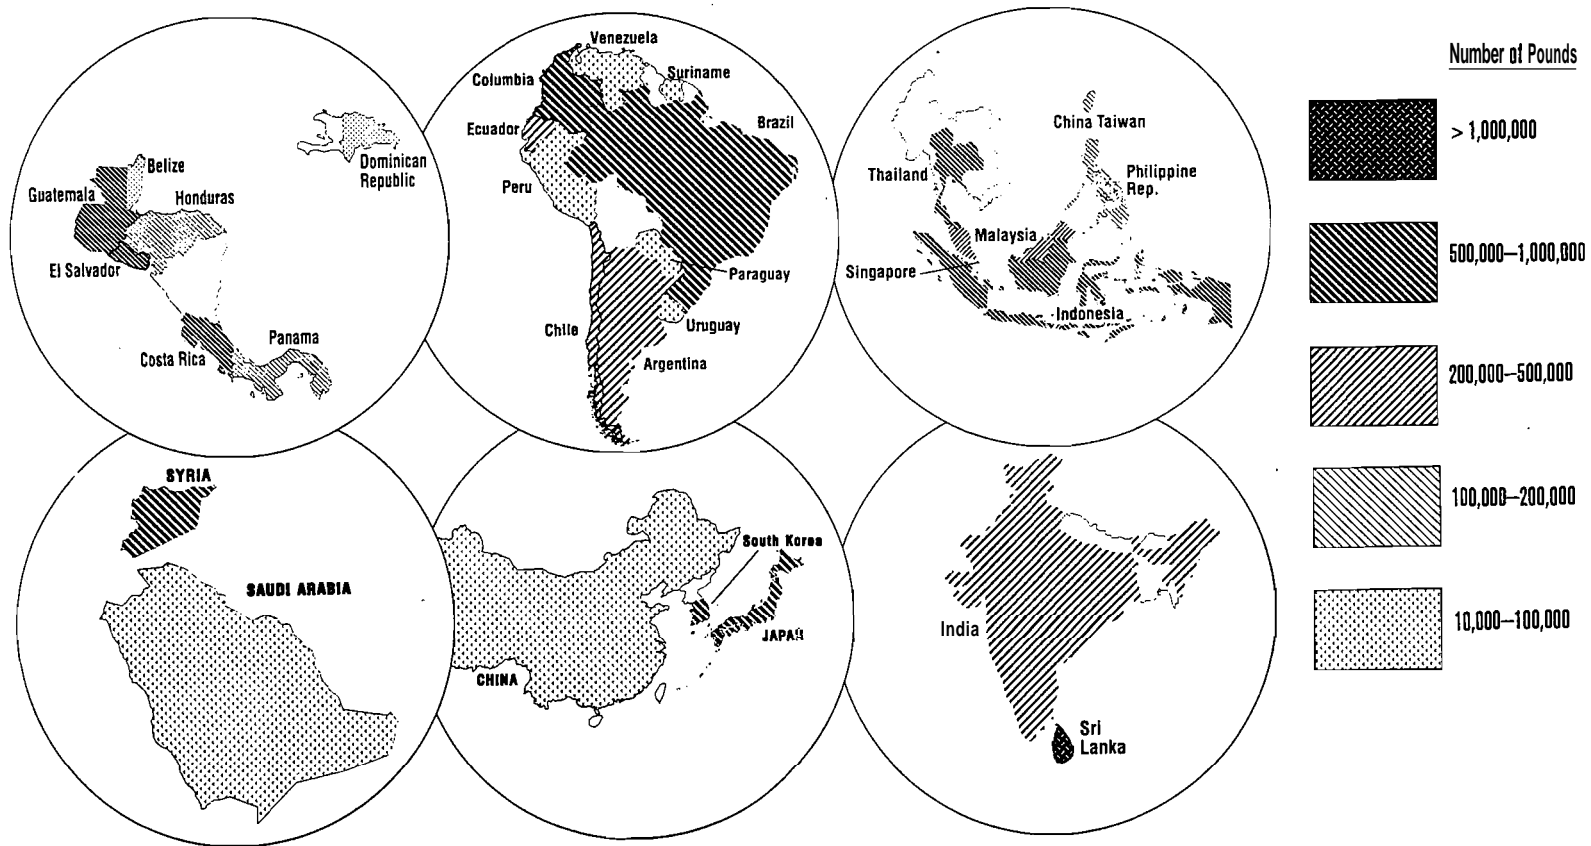 Belize
Guatemala
Honduras
El Salvador
Costa Rica
Panama
Dominican
Republic
Venezuela
Columbia
Suriname
Ecuador
Brazil
Peru
Paraguay
Chile
Uruguay
Argentina
China Taiwan
Thailand
Philippine
Rep.
Malaysia
Singapore
Indonesia
SYRIA
SAUDI ARABIA
South Korea
JAPAN
CHINA
India
Sri
Lanka
Number of Pounds
> 1,000,000
500,000–1,000,000
200,000–500,000
100,000–200,000
10,000–100,000